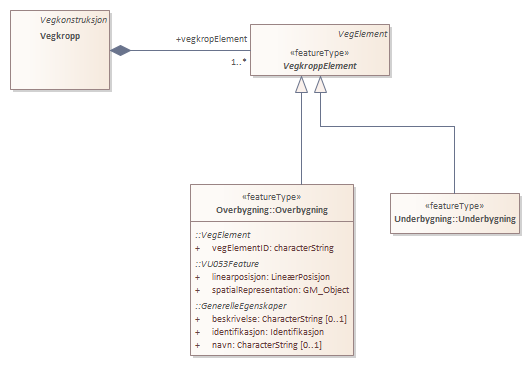 Vegkonstruksjon
Vegkropp
+vegkropElement
1..*
VegElement
«featureType»
VegkroppElement
«featureType»
Overbygning::Overbygning
::VegElement
+ vegElementID: characterString
::VU053Feature
+ linearposisjon: LineærPosisjon
+ spatialRepresentation: GM_Object
::GenerelleEgenskaper
+ beskrivelse: CharacterString [0..1]
+ identifikasjon: Identifikasjon
+ navn: CharacterString [0..1]
«featureType»
Underbygning::Underbygning